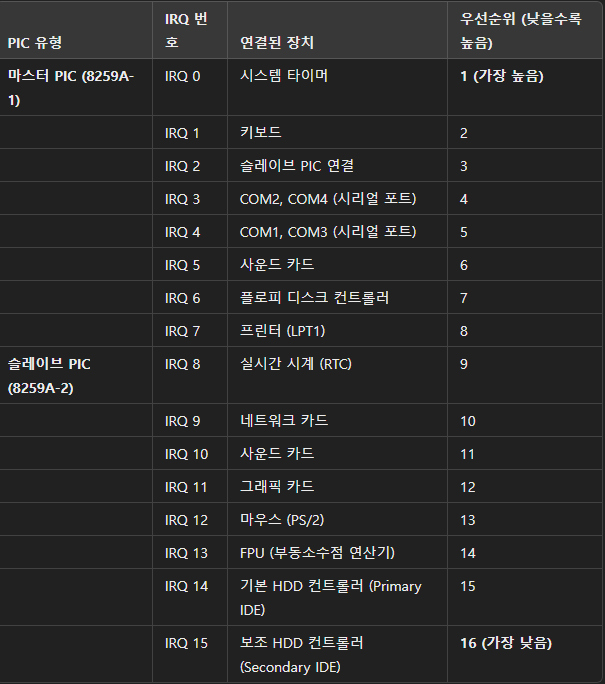 PIC 유형 IRQ 번호 연결된 장치 우선순위 (낮을수록 높음)
마스터 PIC (8259A-1) IRQ 0 시스템 타이머 1 (가장 높음)
IRQ 1 키보드 2
IRQ 2 슬레이브 PIC 연결 3
IRQ 3 COM2, COM4 (시리얼 포트) 4
IRQ 4 COM1, COM3 (시리얼 포트) 5
IRQ 5 사운드 카드 6
IRQ 6 플로피 디스크 컨트롤러 7
IRQ 7 프린터 (LPT1) 8
슬레이브 PIC (8259A-2) IRQ 8 실시간 시계 (RTC) 9
IRQ 9 네트워크 카드 10
IRQ 10 사운드 카드 11
IRQ 11 그래픽 카드 12
IRQ 12 마우스 (PS/2) 13
IRQ 13 FPU (부동소수점 연산기) 14
IRQ 14 기본 HDD 컨트롤러 (Primary IDE) 15
IRQ 15 보조 HDD 컨트롤러 (Secondary IDE) 16 (가장 낮음)